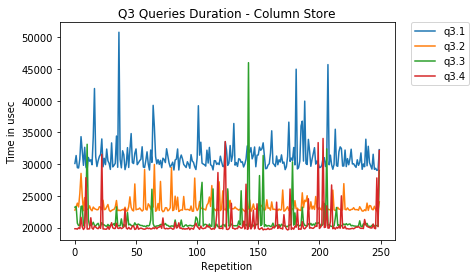 Q3 Queries Duration - Column Store
q3.1
q3.2
q3.3
q3.4
50000
45000
40000
35000
30000
25000
20000
Time in usec
0
50
100
150
200
250
Repetition